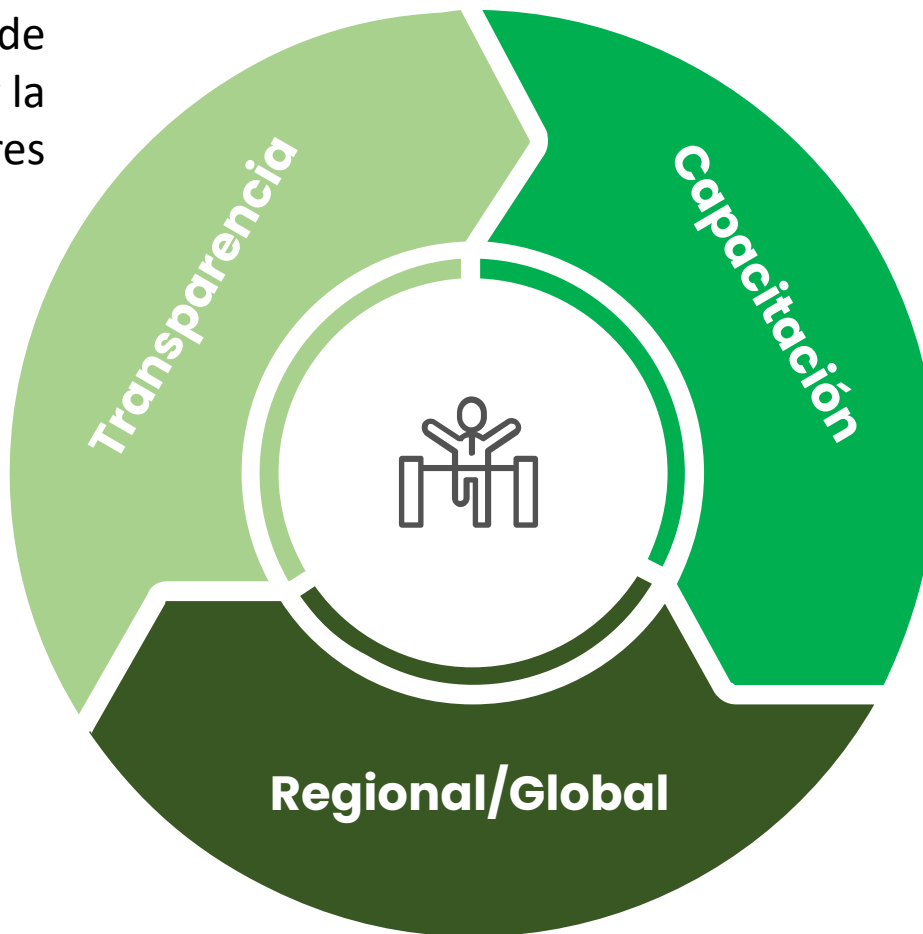 de
la
res
Transparencia
Capacitación
Regional/Global